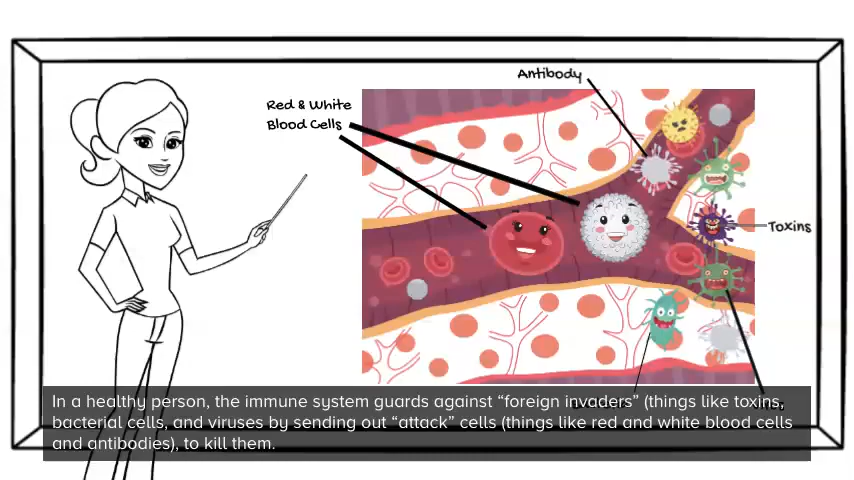 Antibody
Red & White
Blood Cells
Toxins
In a healthy person, the immune system guards against “foreign invaders” (things like toxins,
bacterial cells, and viruses by sending out “attack” cells (things like red and white blood cells
and antibodies), to kill them.